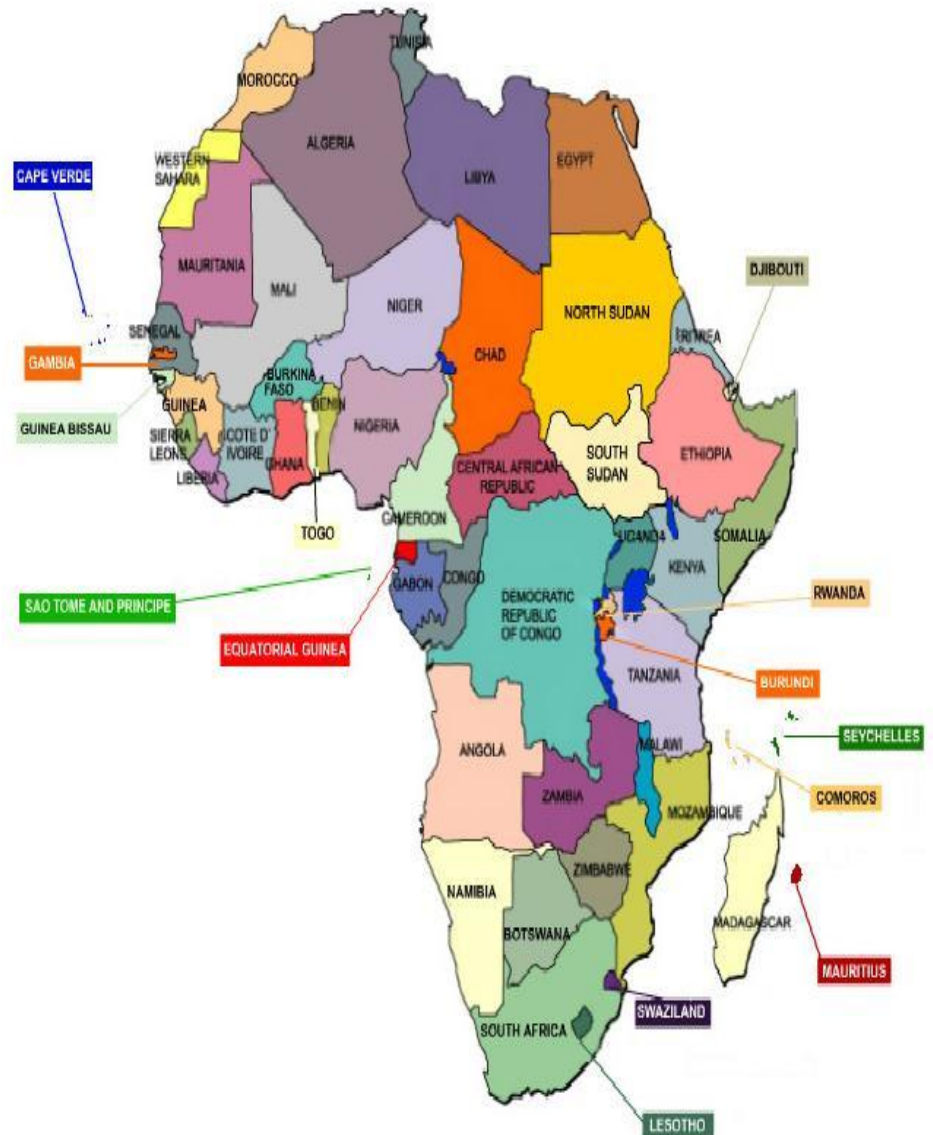 TUNISIA
MOROCCO
ALGERIA
WESTERN
SAHARA
LIBYA
EGYPT
CAPE VERDE
MAURITANIA
MALI
NIGER
CHAD
NORTH SUDAN
DJIBOUTI
ERITREA
SENEGAL
GAMBIA
GUINEA BISSAU
GUINEA
SIERRA
LEONE
LIBERIA
COTE D'
IVOIRE
BURKINA
FASO
GHANA
BENIN
TOGO
NIGERIA
CENTRAL AFRICAN
REPUBLIC
SOUTH
SUDAN
ETHIOPIA
CAMEROON
SOMALIA
UGANDA
KENYA
SAO TOME AND PRINCIPE
EQUATORIAL GUINEA
GABON
CONGO
DEMOCRATIC
REPUBLIC
OF CONGO
RWANDA
BURUNDI
TANZANIA
SEYCHELLES
COMOROS
ANGOLA
ZAMBIA
MALAWI
MOZAMBIQUE
ZIMBABWE
NAMIBIA
BOTSWANA
MADAGASCAR
MAURITIUS
SWAZILAND
SOUTH AFRICA
LESOTHO